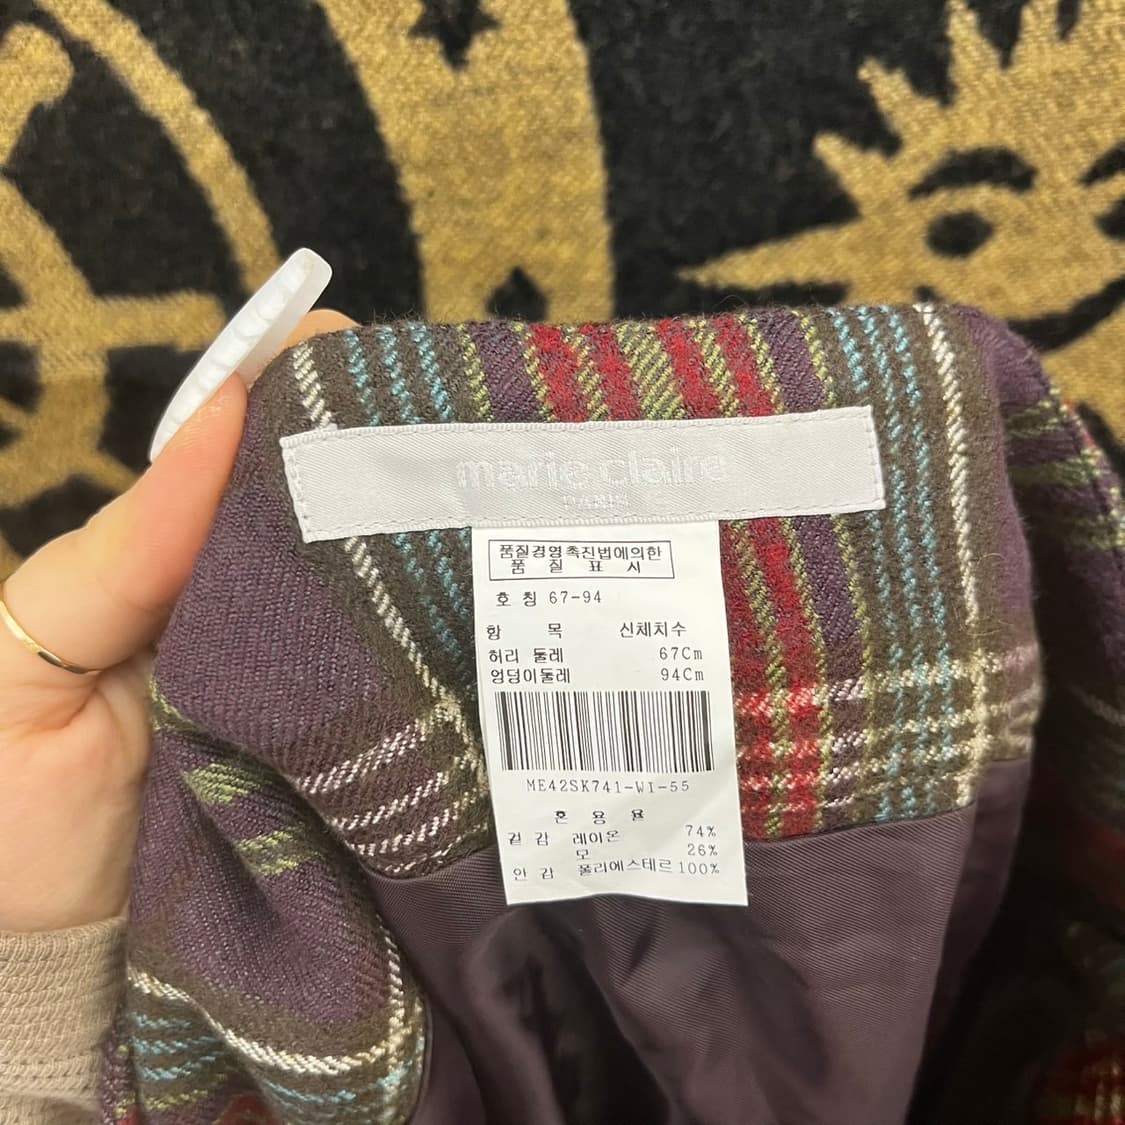 marie claire
PARIS
품질경영촉진법에의한
품 질 표 시
호 칭 67-94
항 목 신체치수
허리 둘레 67Cm
엉덩이둘레 94Cm
ME42SK741-WI-55
혼 용 율
겉 감 레이온 74%
모 26%
안 감 폴리에스테르 100%